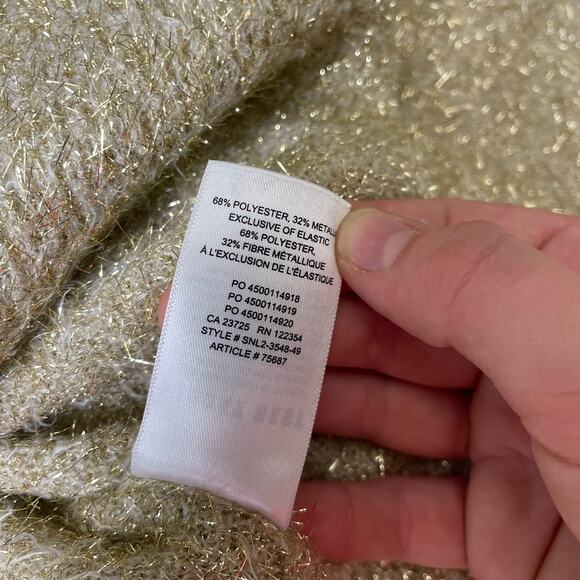 68% POLYESTER, 32% METALL
EXCLUSIVE OF ELASTIC
68% POLYESTER,
32% FIBRE MÉTALLIQUE
À L'EXCLUSION DE L'ÉLASTIQUE
PO 4500114918
PO 4500114919
PO 4500114920
CA 23725 RN 122354
STYLE # SNL2-3548-49
ARTICLE # 75687